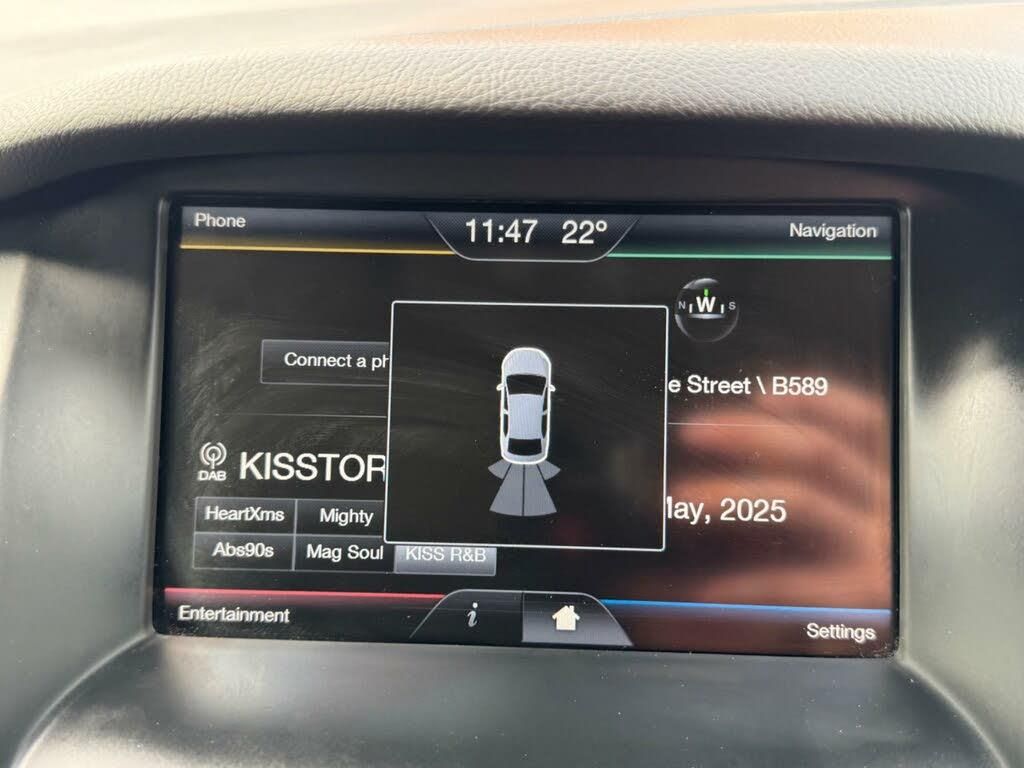 Phone
11:47 22°
Navigation
N W S
Connect a ph
e Street \ B589
DAB
KISSTOR
HeartXms
Mighty
lay, 2025
Abs90s
Mag Soul
KISS R&B
Entertainment
i
Settings